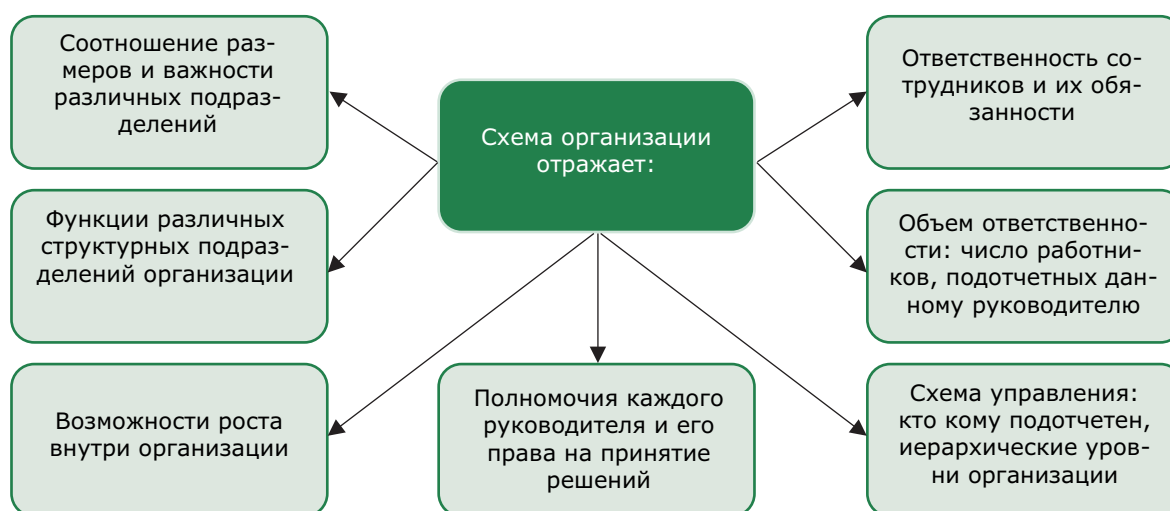 Соотношение раз-
меров и важности
различных подраз-
делений
Схема организации
отражает:
Ответственность со-
трудников и их обя-
занности
Функции различных
структурных подраз-
делений организации
Объем ответственно-
сти: число работни-
ков, подотчетных дан-
ному руководителю
Возможности роста
внутри организации
Полномочия каждого
руководителя и его
права на принятие
решений
Схема управления:
кто кому подотчетен,
иерархические уров-
ни организации